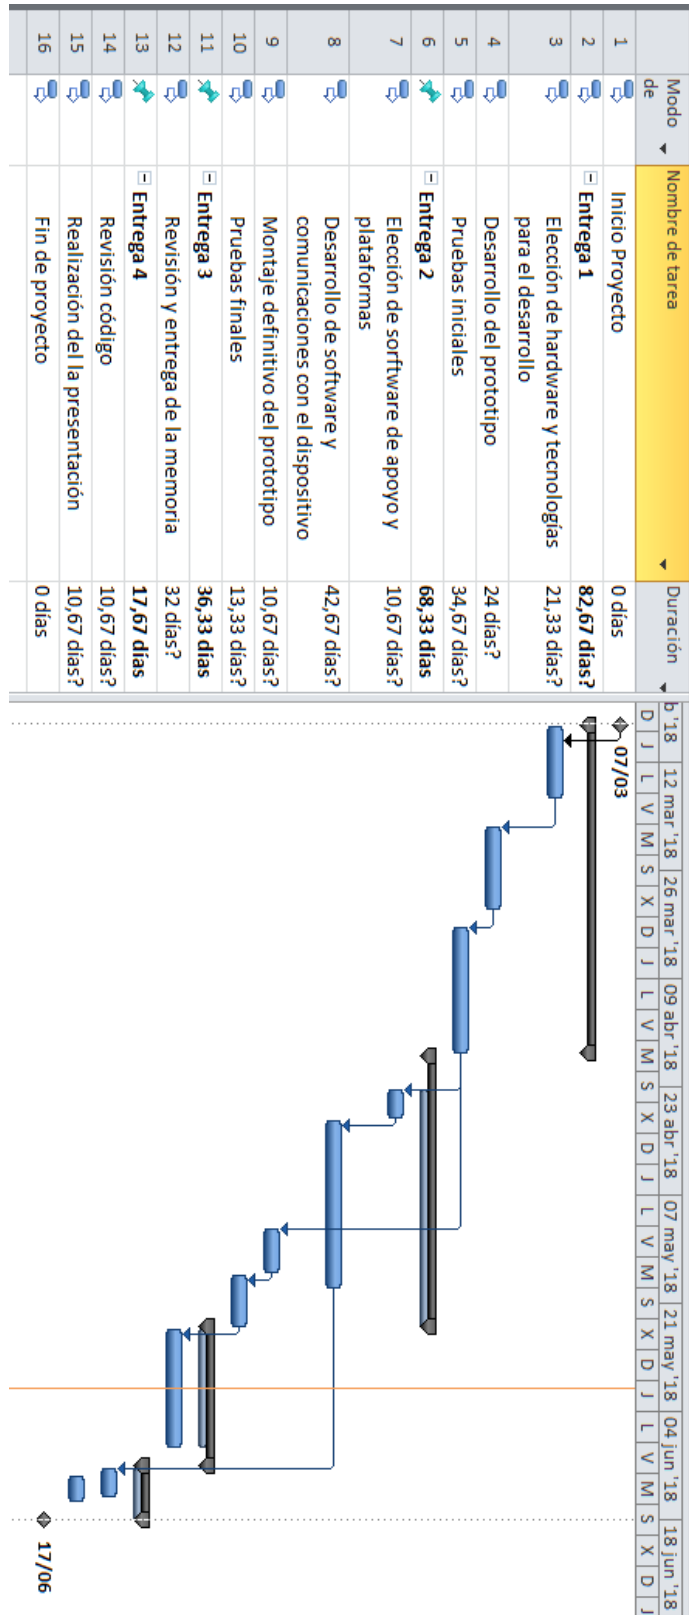 Modo de
Nombre de tarea
Duración
b '18
12 mar '18
26 mar '18
09 abr '18
23 abr '18
07 may '18
21 may '18
04 jun '18
18 jun '18
D J L V M S X D J L V M S X D J L V M S X D J L V M S X D J
1 Inicio Proyecto 0 días
2 Entrega 1 82,67 días?
3 Elección de hardware y tecnologías 21,33 días?
para el desarrollo
4 Desarrollo del prototipo 24 días?
5 Pruebas iniciales 34,67 días?
6 Entrega 2 68,33 días
7 Elección de sorftware de apoyo y 10,67 días?
plataformas
8 Desarrollo de software y 42,67 días?
comunicaciones con el dispositivo
9 Montaje definitivo del prototipo 10,67 días?
10 Pruebas finales 13,33 días?
11 Entrega 3 36,33 días
12 Revisión y entrega de la memoria 32 días?
13 Entrega 4 17,67 días
14 Revisión código 10,67 días?
15 Realización del la presentación 10,67 días?
16 Fin de proyecto 0 días
07/03
17/06